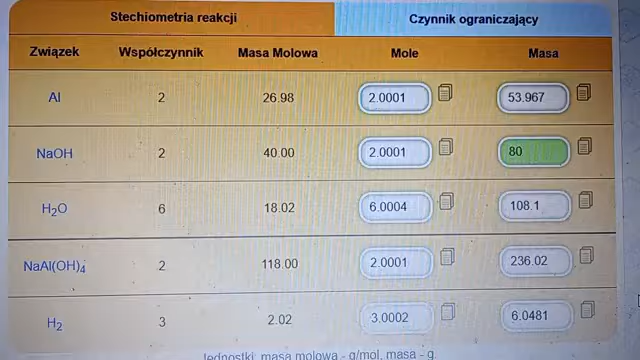 Stechiometria reakcji Czynnik ograniczający
Związek Współczynnik Masa Molowa Mole Masa
Al 2 26.98 2.0001 53.967
NaOH 2 40.00 2.0001 80
H₂O 6 18.02 6.0004 108.1
NaAl(OH)₄ 2 118.00 2.0001 236.02
H₂ 3 2.02 3.0002 6.0481
Jednostki: masa molowa - g/mol, masa - g.